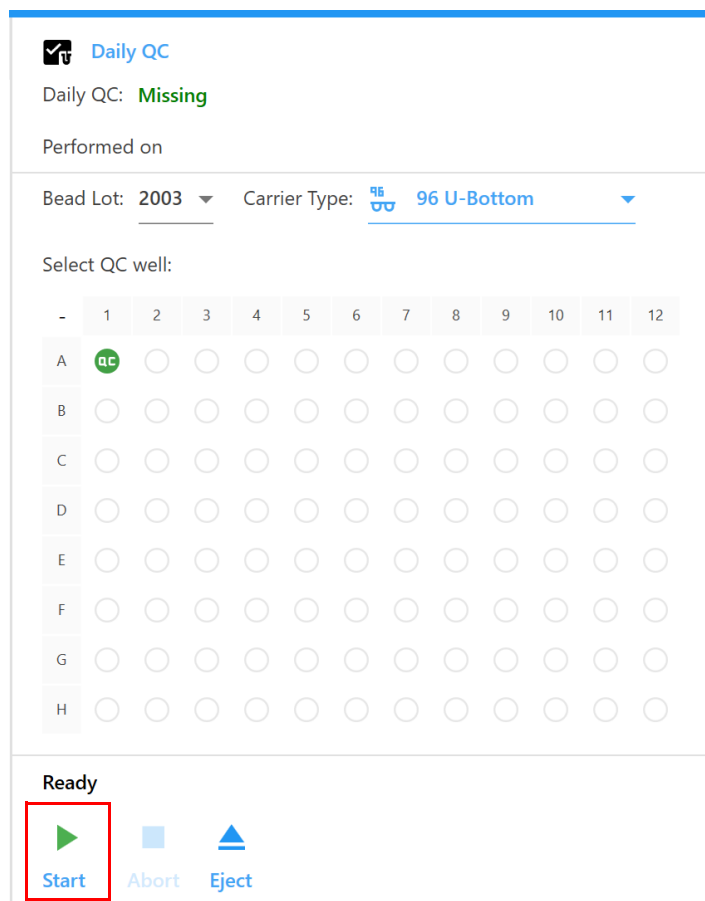 Daily QC
Daily QC: Missing
Performed on
Bead Lot: 2003 Carrier Type: 96 96 U-Bottom
Select QC well:
- 1 2 3 4 5 6 7 8 9 10 11 12
A QC
B
C
D
E
F
G
H
Ready
Start Abort Eject